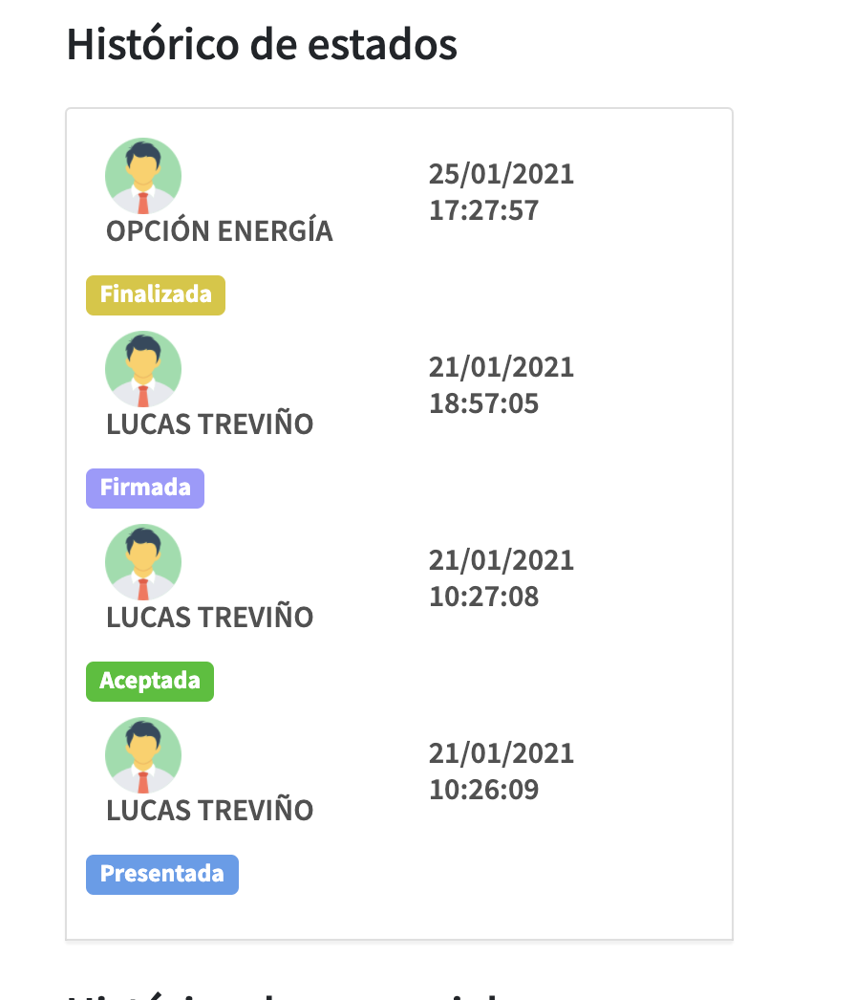 Histórico de estados
25/01/2021
17:27:57
OPCIÓN ENERGÍA
Finalizada
21/01/2021
18:57:05
LUCAS TREVIÑO
Firmada
21/01/2021
10:27:08
LUCAS TREVIÑO
Aceptada
21/01/2021
10:26:09
LUCAS TREVIÑO
Presentada